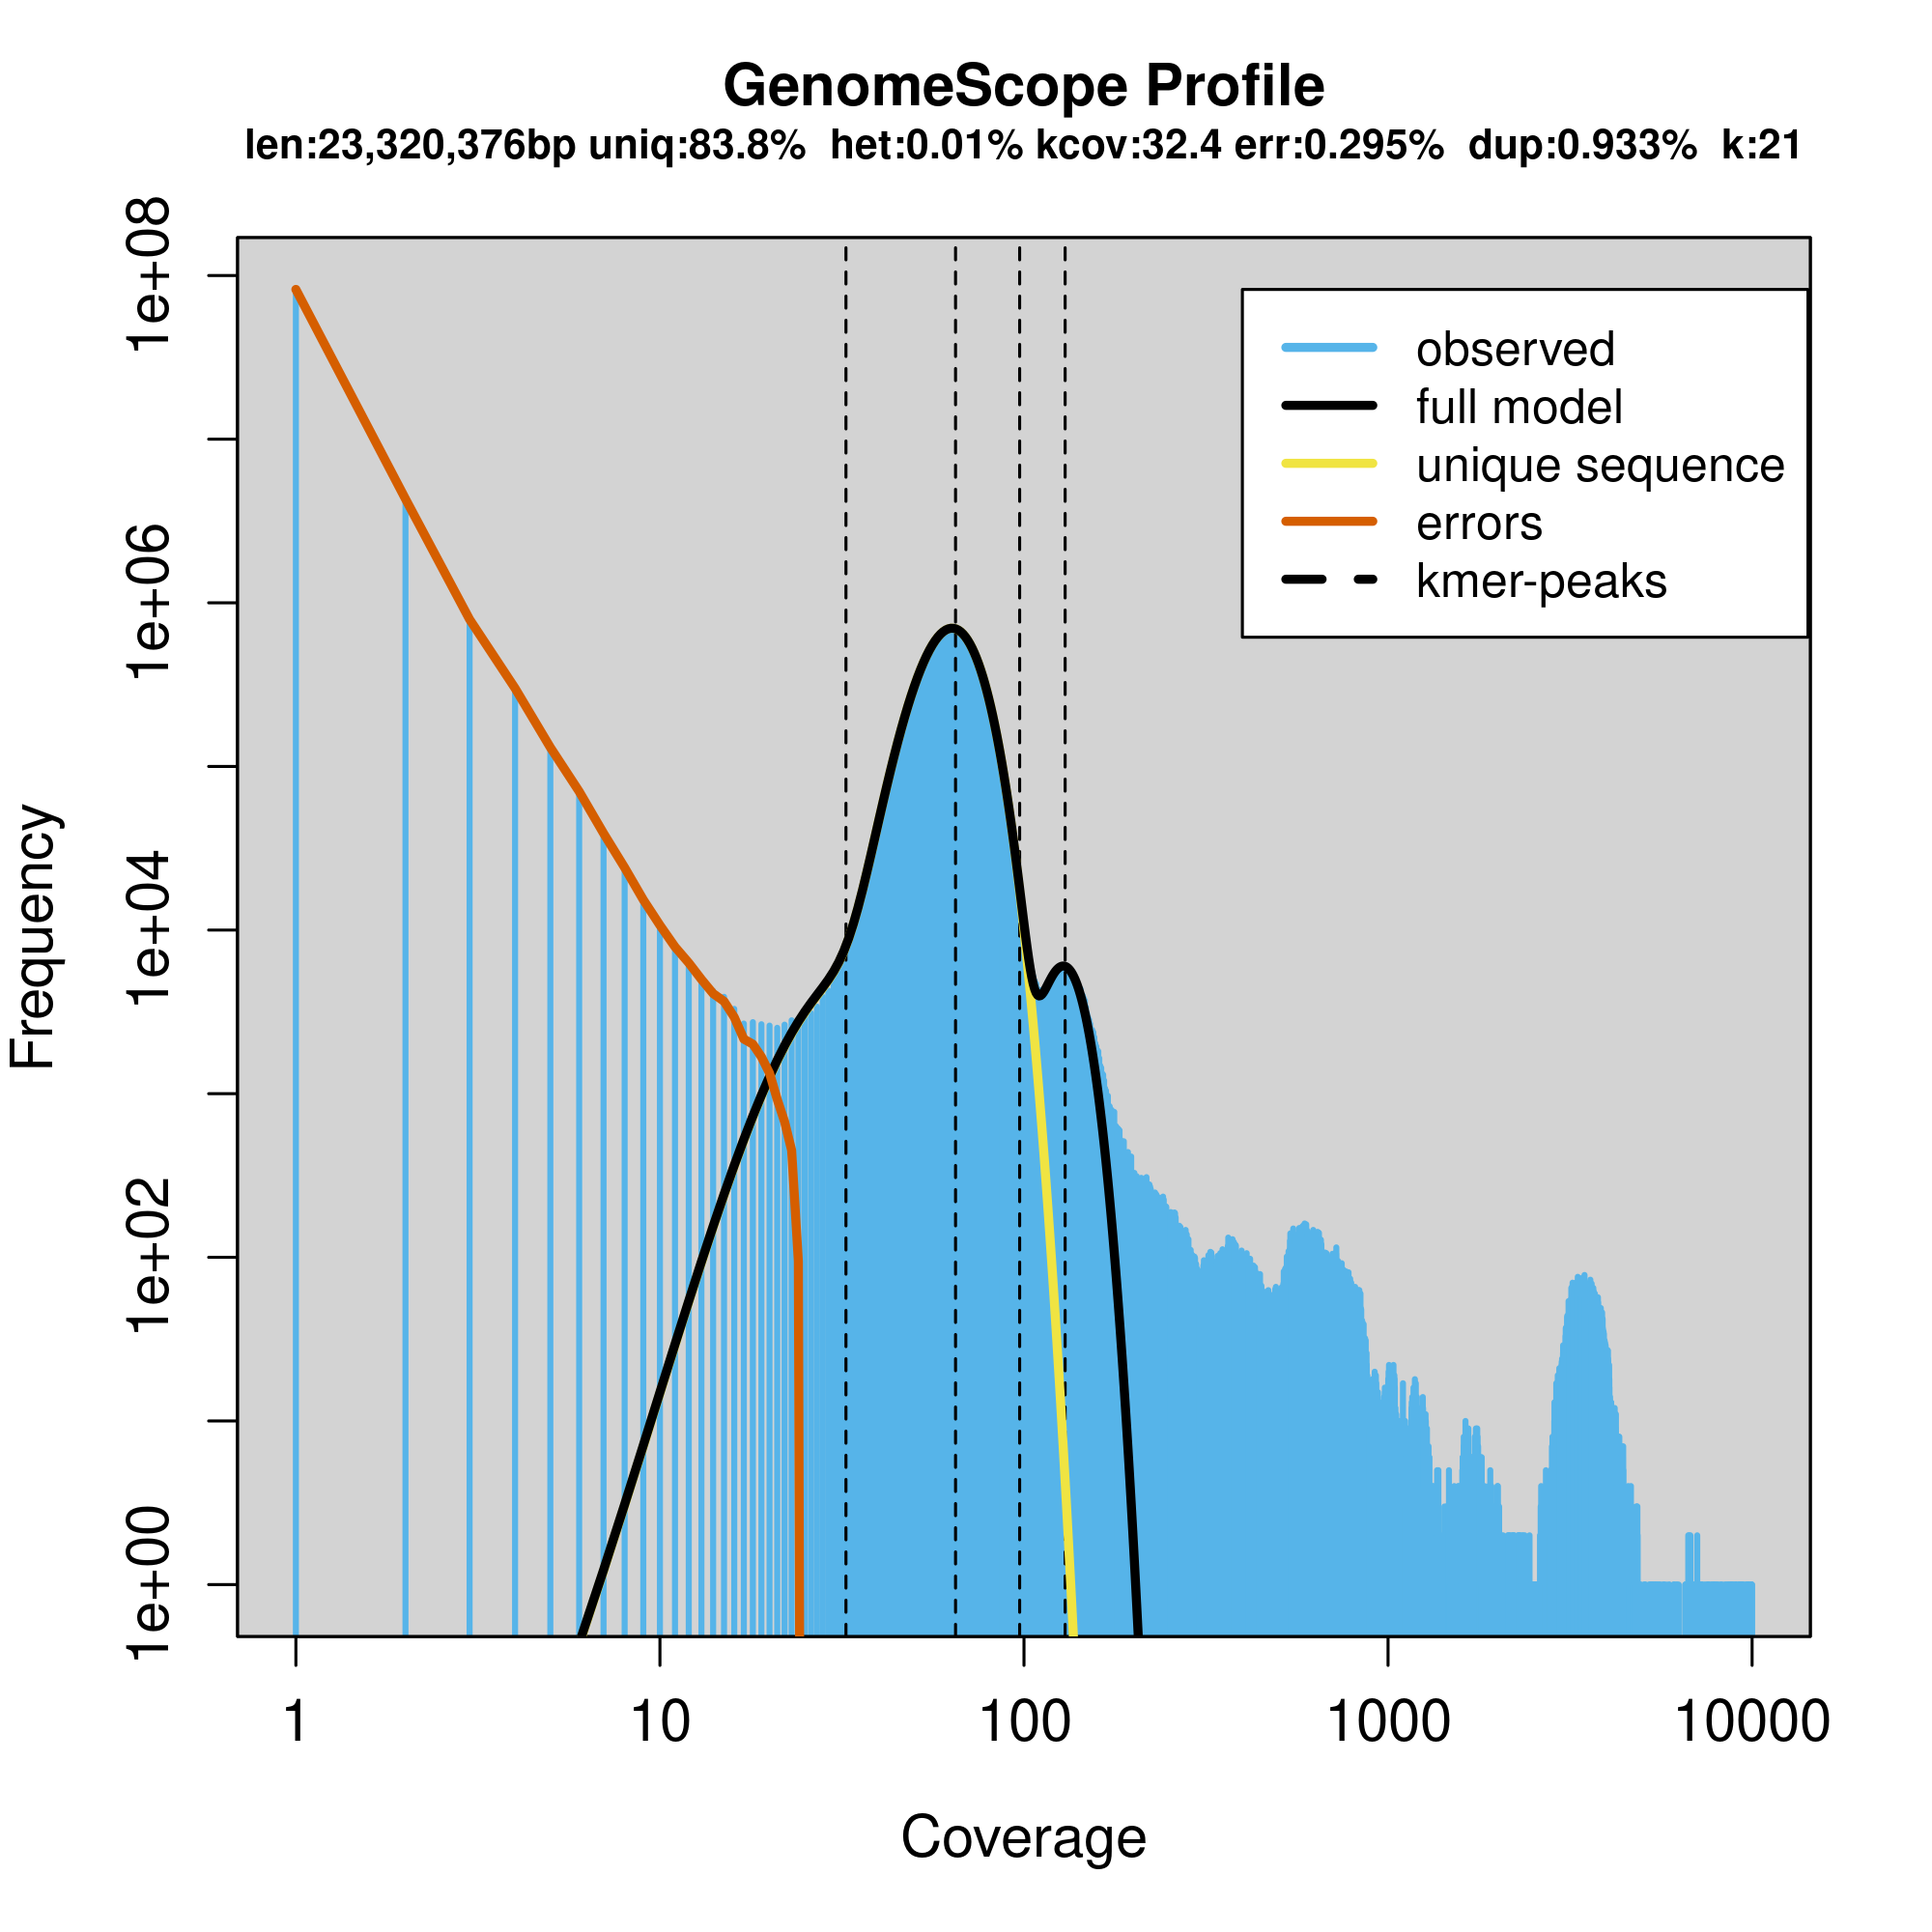 GenomeScope Profile
len:23,320,376bp uniq:83.8%  het:0.01% kcov:32.4 err:0.295%  dup:0.933%  k:21
1e+08
1e+06
1e+04
1e+02
1e+00
Frequency
observed
full model
unique sequence
errors
kmer-peaks
1
10
100
1000
10000
Coverage